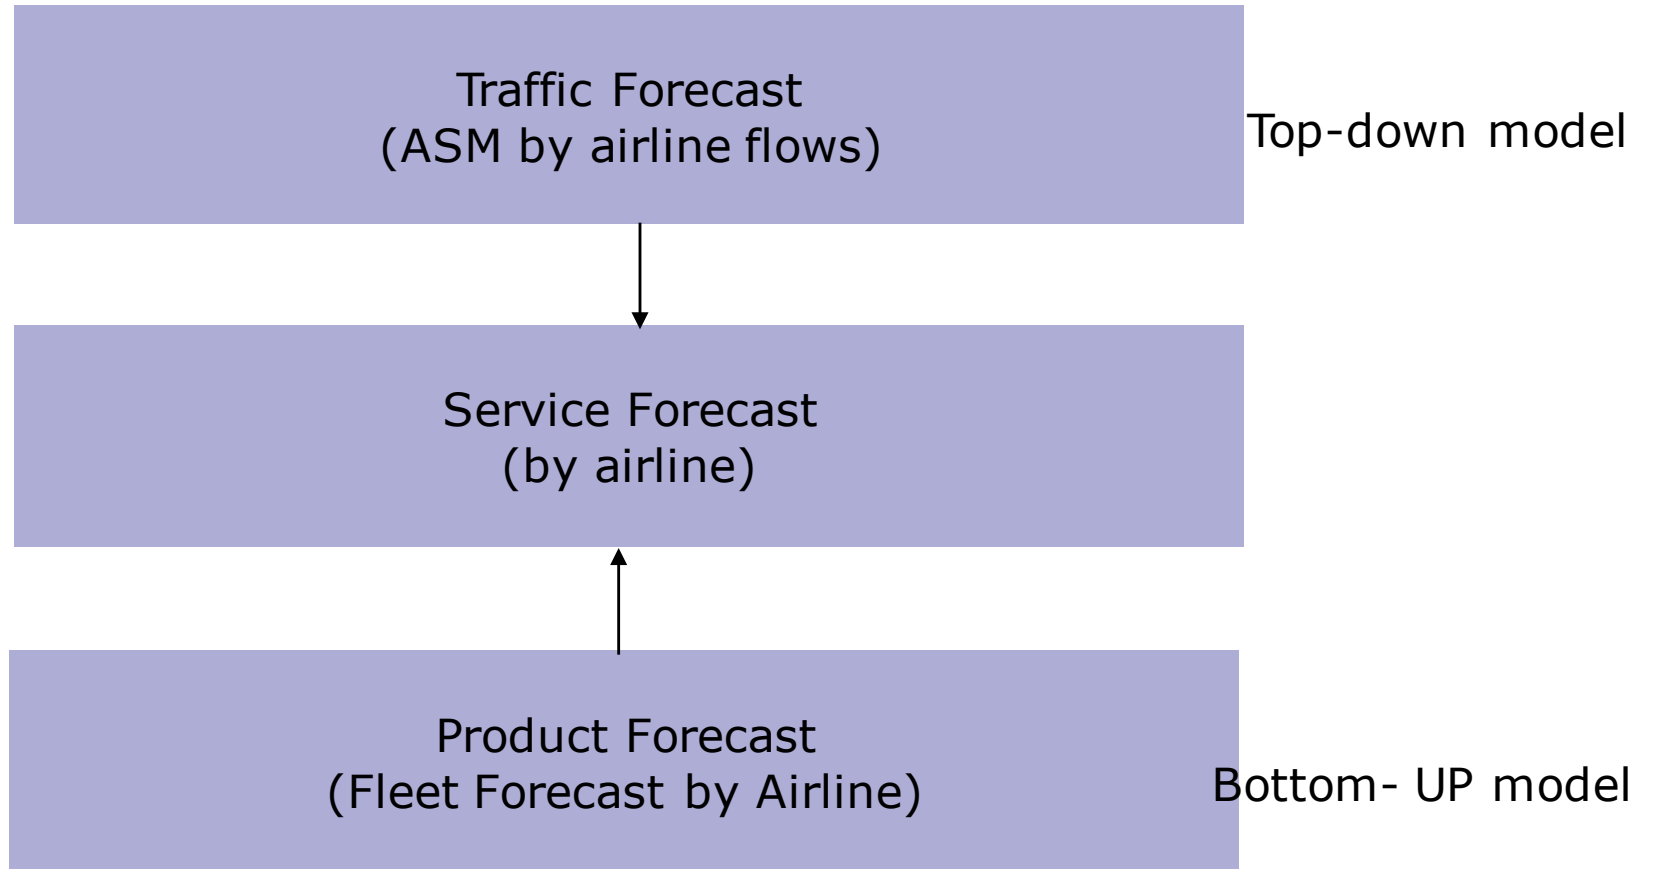 Traffic Forecast
(ASM by airline flows)
Top-down model
Service Forecast
(by airline)
Product Forecast
(Fleet Forecast by Airline)
Bottom- UP model